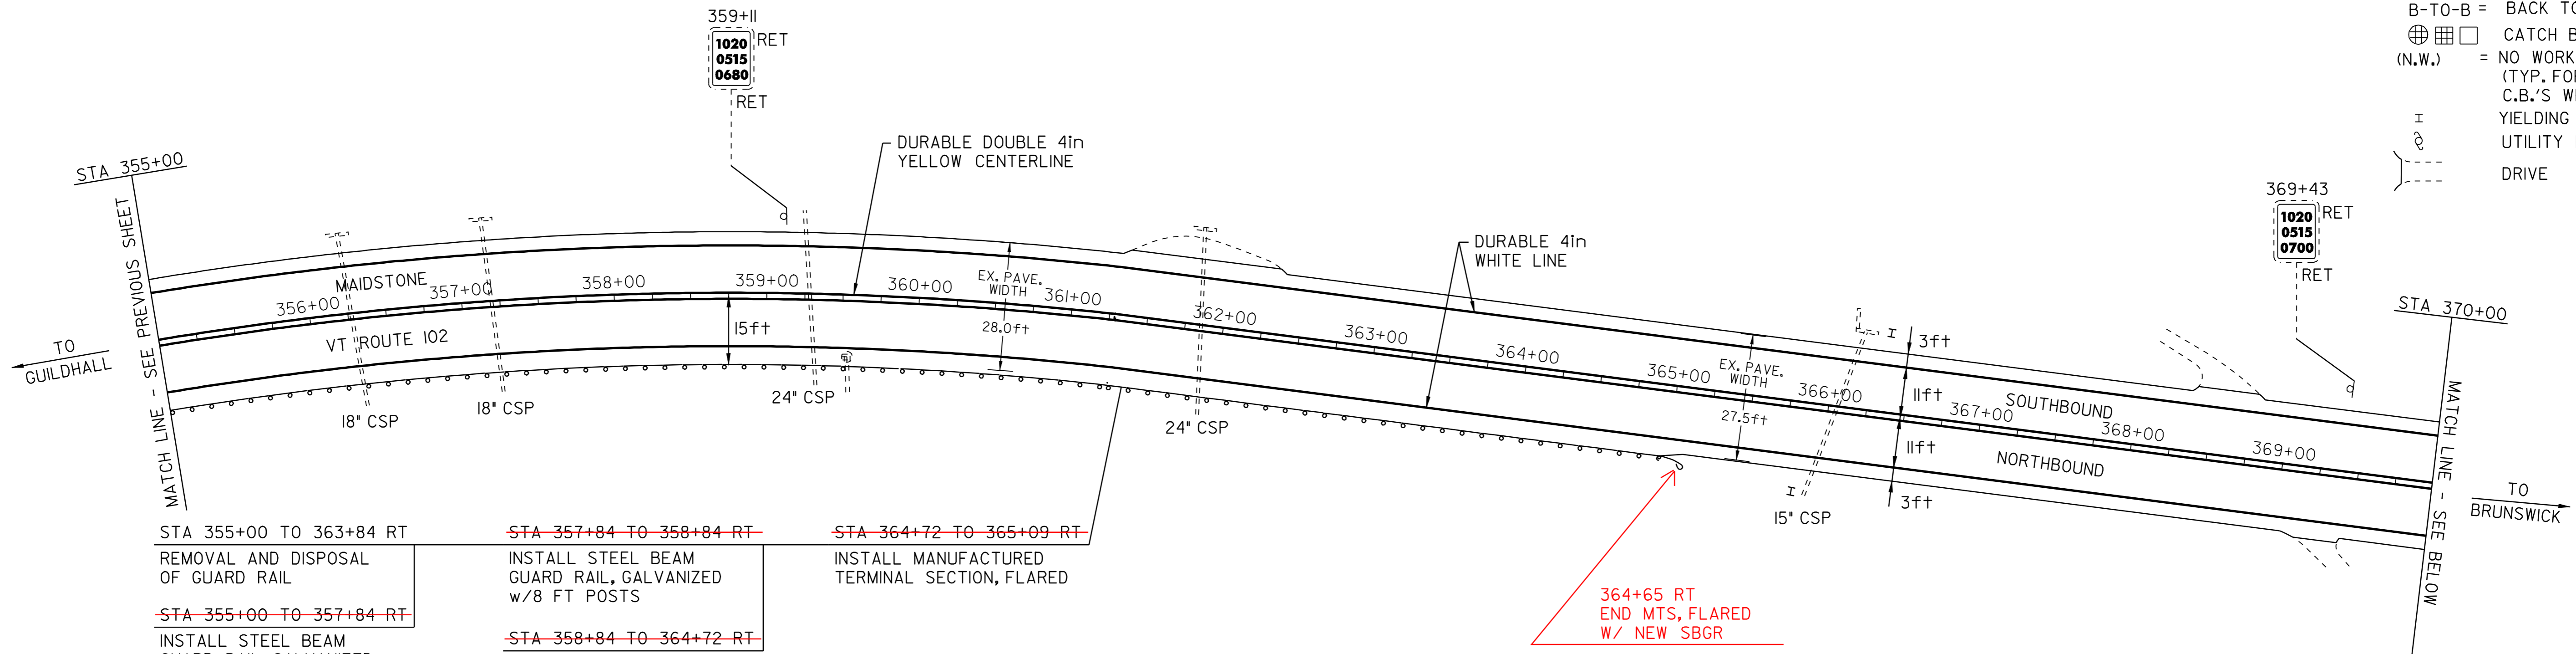 359+11
1020
0515
0680
RET
RET
B-TO-B = BACK TO
CATCH B
(N.W.) = NO WORK
(TYP. FOR
C.B.'S W
YIELDING
UTILITY
DRIVE
369+43
1020
0515
0700
RET
RET
STA 355+00
MATCH LINE - SEE PREVIOUS SHEET
TO
GUILDHALL
DURABLE DOUBLE 4in
YELLOW CENTERLINE
DURABLE 4in
WHITE LINE
STA 370+00
MATCH LINE - SEE BELOW
TO
BRUNSWICK
MAIDSTONE
VT ROUTE 102
356+00
357+00
358+00
359+00
360+00
361+00
362+00
363+00
364+00
365+00
366+00
367+00
368+00
369+00
15ft
EX. PAVE.
WIDTH
28.0ft
EX. PAVE.
WIDTH
27.5ft
3ft
11ft
11ft
3ft
SOUTHBOUND
NORTHBOUND
18" CSP
18" CSP
24" CSP
24" CSP
15" CSP
STA 355+00 TO 363+84 RT
REMOVAL AND DISPOSAL
OF GUARD RAIL
STA 355+00 TO 357+84 RT
INSTALL STEEL BEAM
STA 357+84 TO 358+84 RT
INSTALL STEEL BEAM
GUARD RAIL, GALVANIZED
w/8 FT POSTS
STA 358+84 TO 364+72 RT
STA 364+72 TO 365+09 RT
INSTALL MANUFACTURED
TERMINAL SECTION, FLARED
364+65 RT
END MTS, FLARED
W/ NEW SBGR